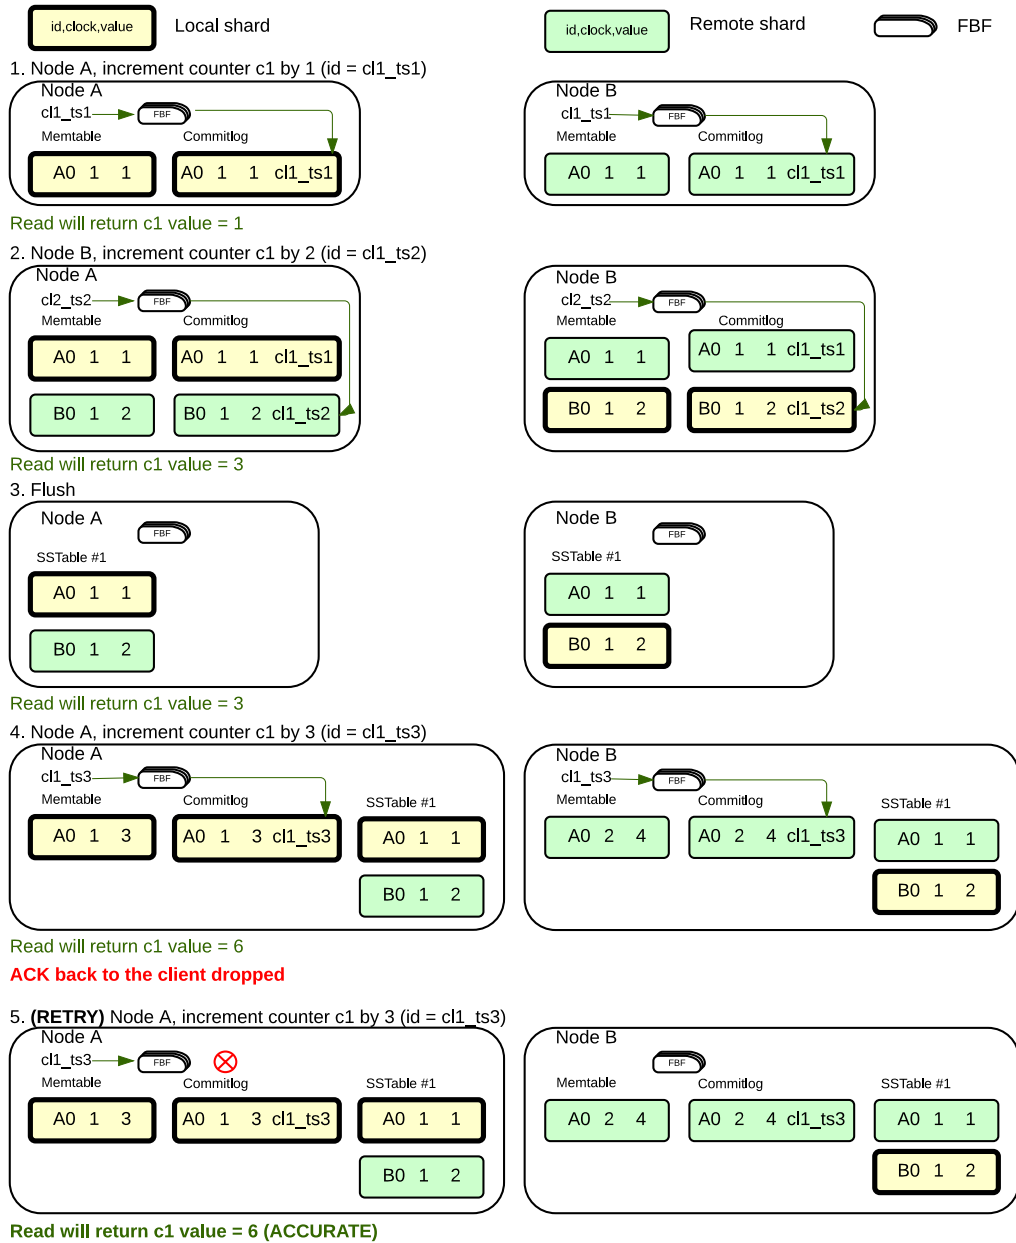 id,clock,value Local shard id,clock,value Remote shard FBF
1. Node A, increment counter c1 by 1 (id = cl1_ts1)
Node A
cl1_ts1 FBF
Memtable Commitlog
A0 1 1 A0 1 1 cl1_ts1
Node B
cl1_ts1 FBF
Memtable Commitlog
A0 1 1 A0 1 1 cl1_ts1
Read will return c1 value = 1
2. Node B, increment counter c1 by 2 (id = cl1_ts2)
Node A
cl2_ts2 FBF
Memtable Commitlog
A0 1 1 A0 1 1 cl1_ts1
B0 1 2 B0 1 2 cl1_ts2
Node B
cl2_ts2 FBF
Memtable Commitlog
A0 1 1 A0 1 1 cl1_ts1
B0 1 2 B0 1 2 cl1_ts2
Read will return c1 value = 3
3. Flush
Node A
FBF
SSTable #1
A0 1 1
B0 1 2
Node B
FBF
SSTable #1
A0 1 1
B0 1 2
Read will return c1 value = 3
4. Node A, increment counter c1 by 3 (id = cl1_ts3)
Node A
cl1_ts3 FBF
Memtable Commitlog SSTable #1
A0 1 3 A0 1 3 cl1_ts3 A0 1 1
B0 1 2
Node B
cl1_ts3 FBF
Memtable Commitlog SSTable #1
A0 2 4 A0 2 4 cl1_ts3 A0 1 1
B0 1 2
Read will return c1 value = 6
ACK back to the client dropped
5. (RETRY) Node A, increment counter c1 by 3 (id = cl1_ts3)
Node A
cl1_ts3 FBF
Memtable Commitlog SSTable #1
A0 1 3 A0 1 3 cl1_ts3 A0 1 1
B0 1 2
Node B
FBF
Memtable Commitlog SSTable #1
A0 2 4 A0 2 4 cl1_ts3 A0 1 1
B0 1 2
Read will return c1 value = 6 (ACCURATE)